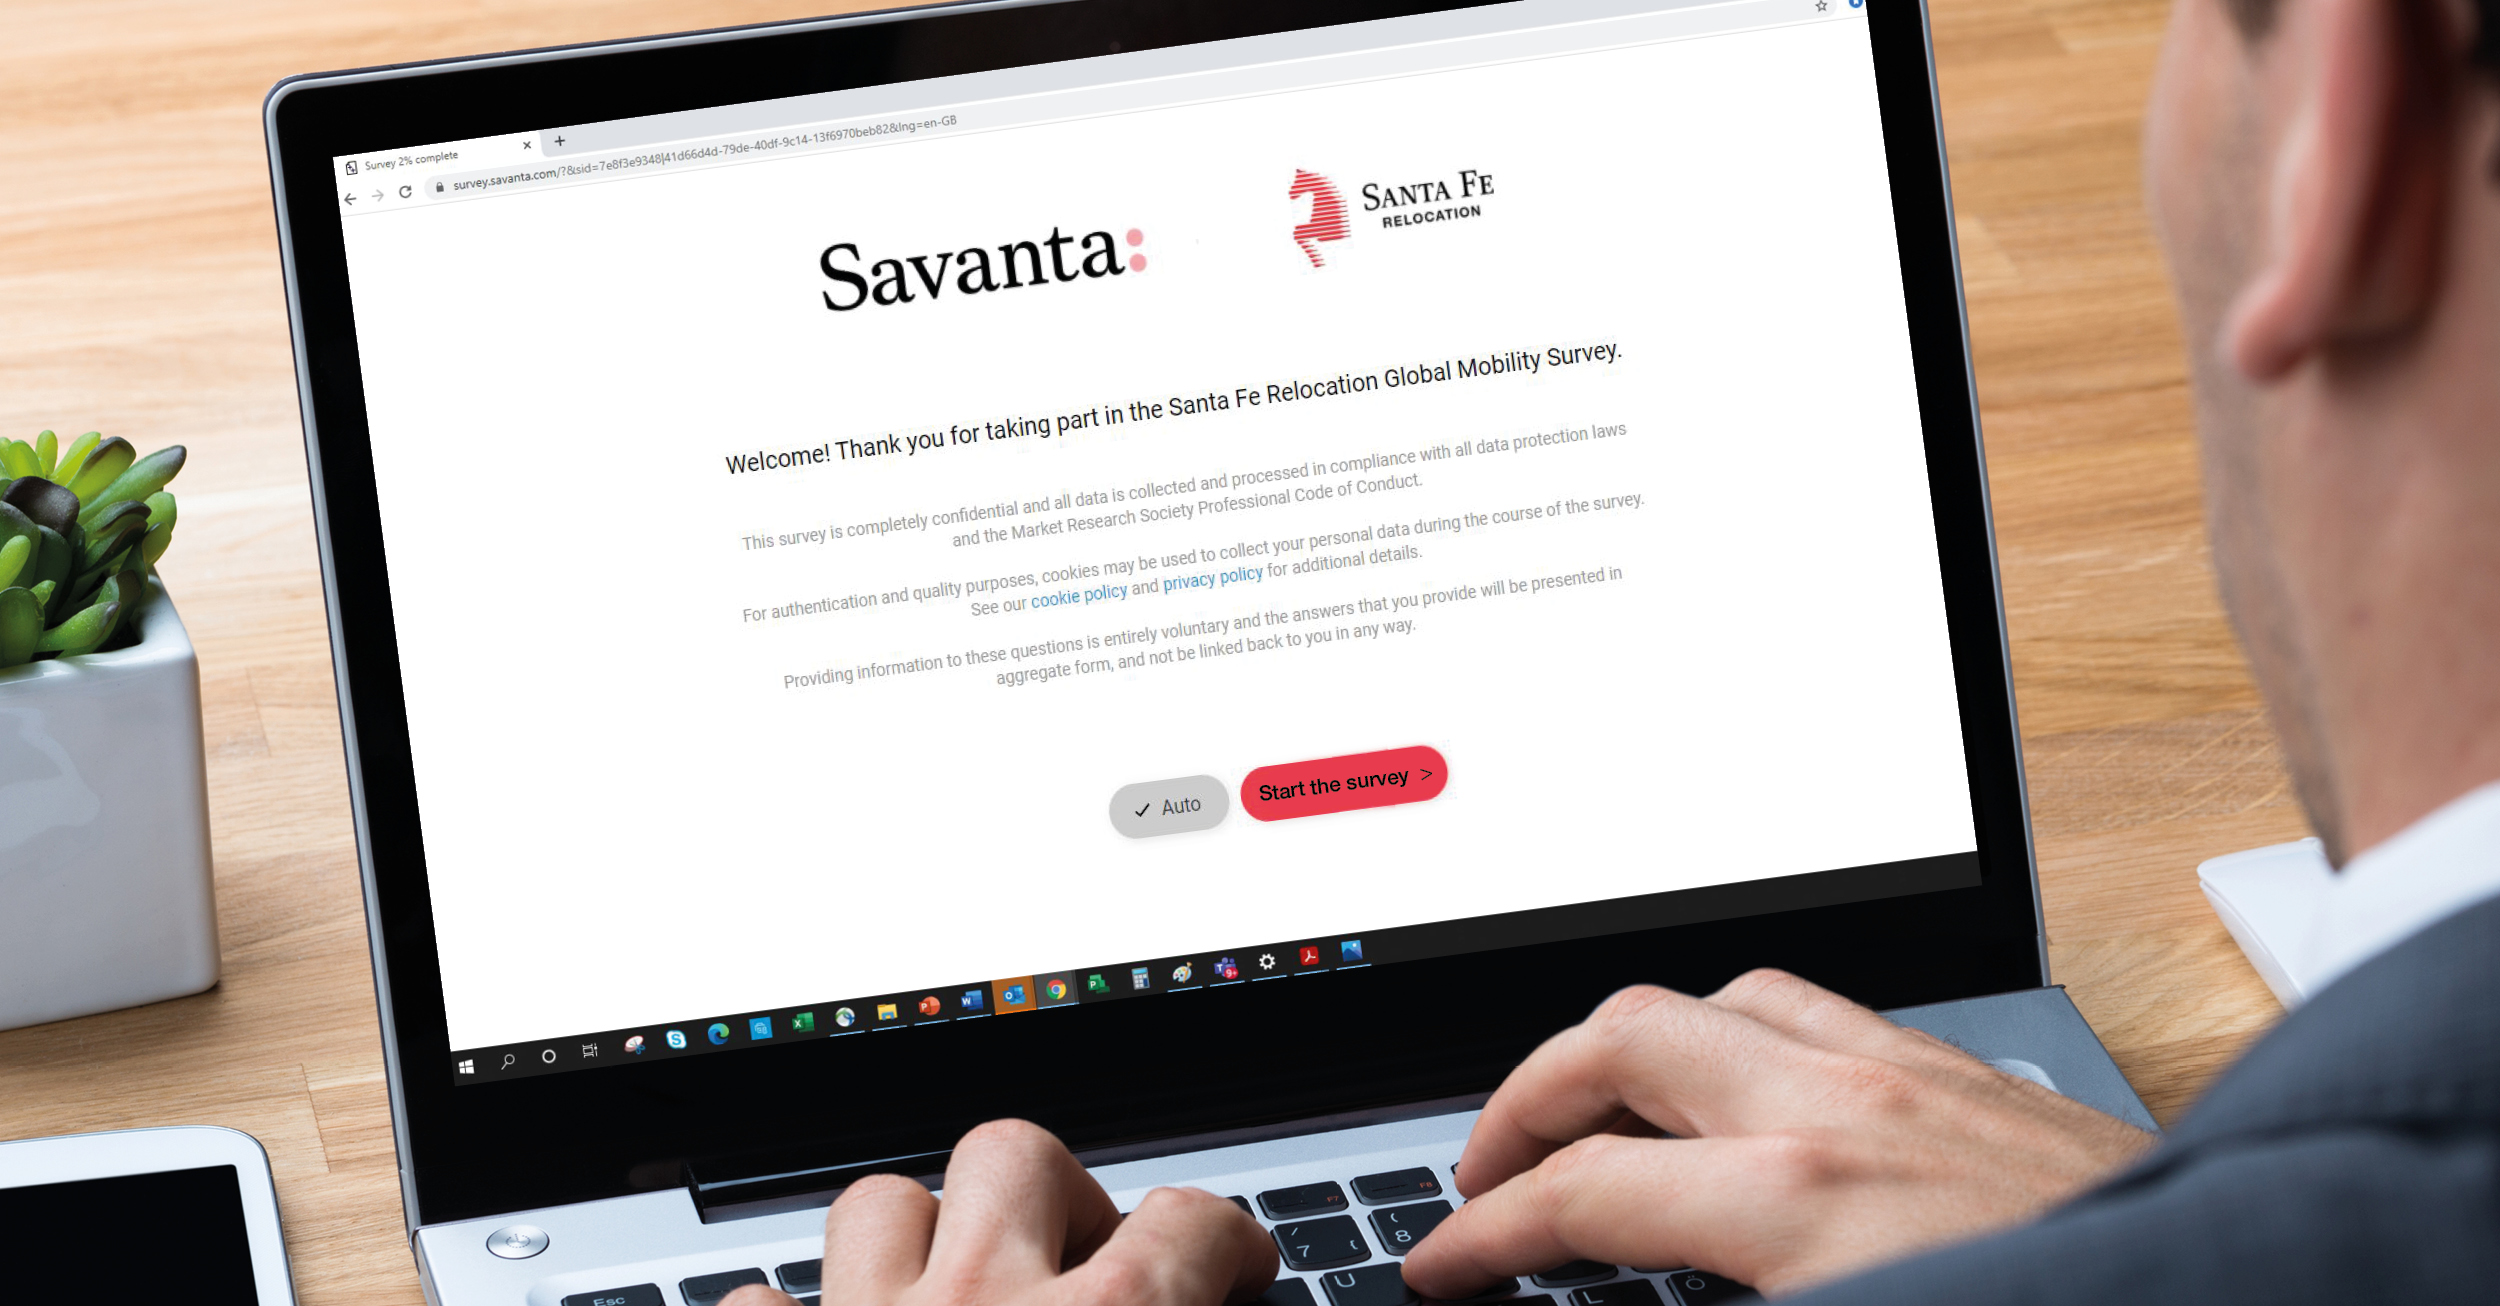 Survey 2% complete
survey.savanta.com/?&sid=7e8f3e9348|41d66d4d-79de-40df-9c14-13f6970beb82&lng=en-GB
Savanta:
SANTA FE
RELOCATION
Welcome! Thank you for taking part in the Santa Fe Relocation Global Mobility Survey.
This survey is completely confidential and all data is collected and processed in compliance with all data protection laws
and the Market Research Society Professional Code of Conduct.
For authentication and quality purposes, cookies may be used to collect your personal data during the course of the survey.
See our cookie policy and privacy policy for additional details.
Providing information to these questions is entirely voluntary and the answers that you provide will be presented in
aggregate form, and not be linked back to you in any way.
✓ Auto
Start the survey >
9+
F7
F8
/
7
(
8
Esc
U
L
Ö